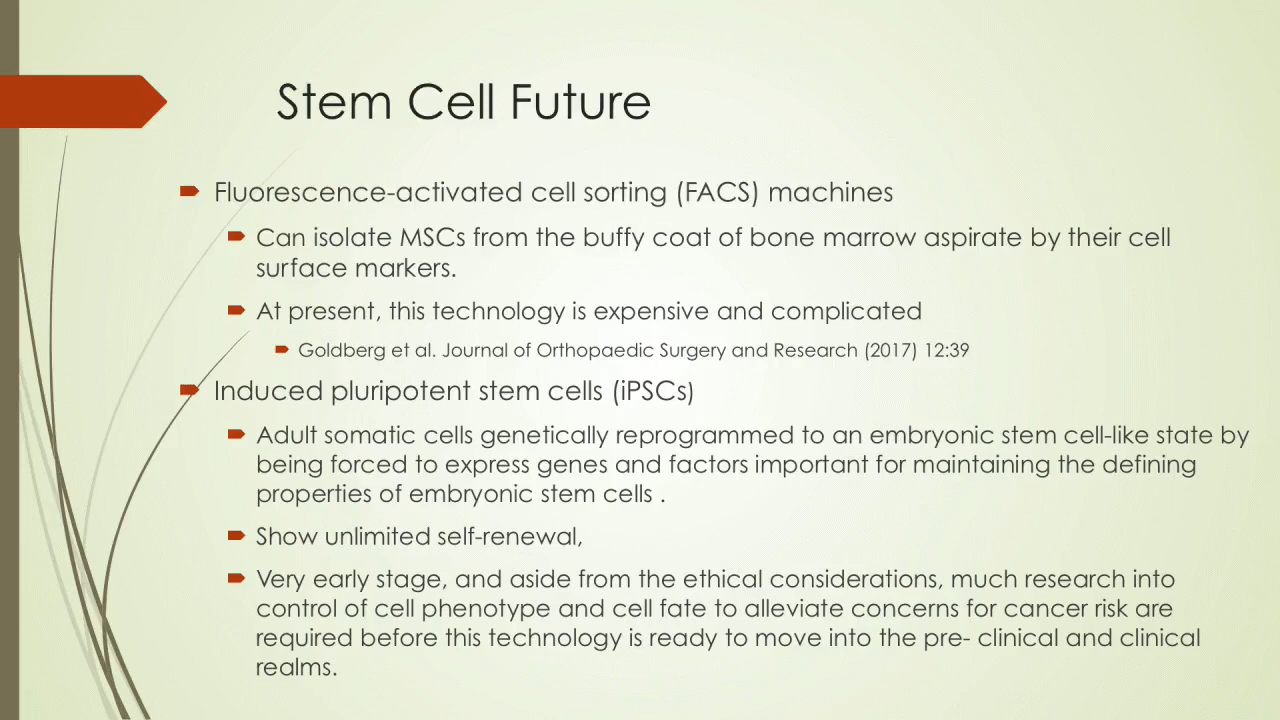 Stem Cell Future
Fluorescence-activated cell sorting (FACS) machines
Can isolate MSCs from the buffy coat of bone marrow aspirate by their cell
surface markers.
At present, this technology is expensive and complicated
Goldberg et al. Journal of Orthopaedic Surgery and Research (2017) 12:39
Induced pluripotent stem cells (iPSCs)
Adult somatic cells genetically reprogrammed to an embryonic stem cell-like state by
being forced to express genes and factors important for maintaining the defining
properties of embryonic stem cells .
Show unlimited self-renewal,
Very early stage, and aside from the ethical considerations, much research into
control of cell phenotype and cell fate to alleviate concerns for cancer risk are
required before this technology is ready to move into the pre- clinical and clinical
realms.